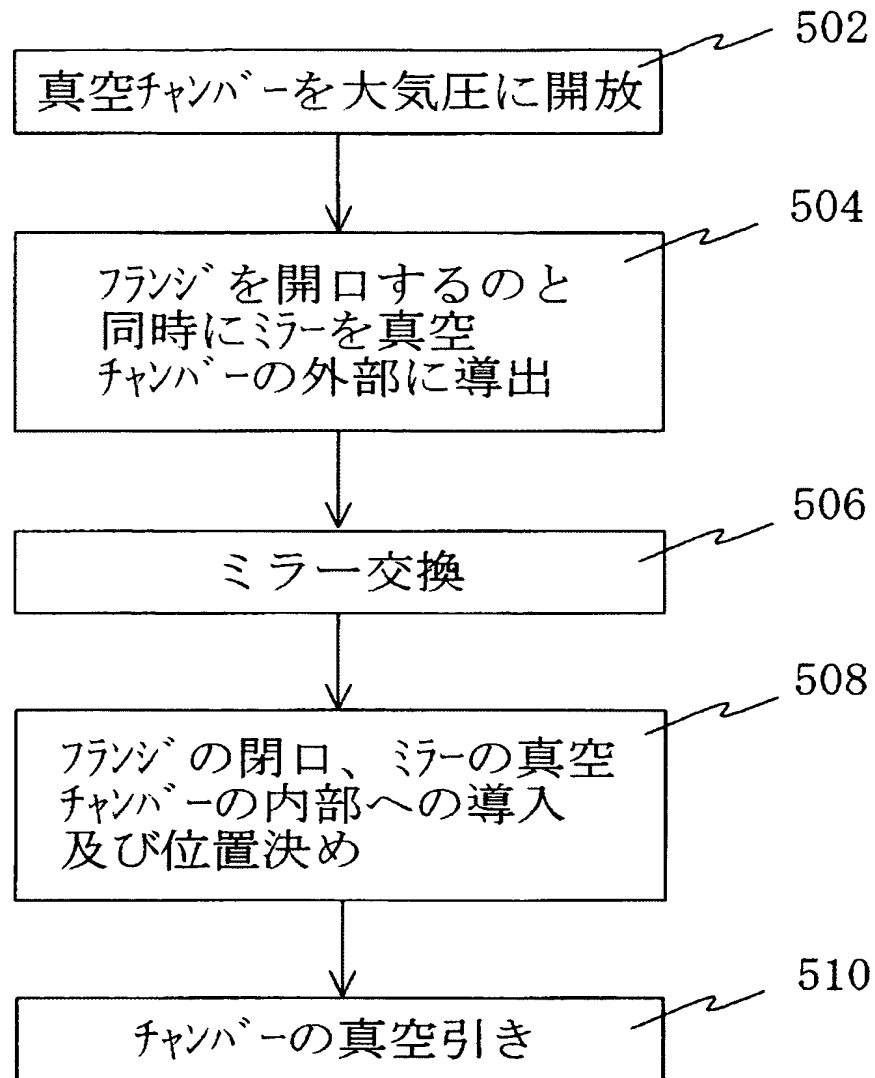 502
真空ﾁｬﾝﾊﾞｰを大気圧に開放
504
ﾌﾗﾝｼﾞを開口するのと
同時にﾐﾗｰを真空
ﾁｬﾝﾊﾞｰの外部に導出
506
ミラー交換
508
ﾌﾗﾝｼﾞの閉口、ﾐﾗｰの真空
ﾁｬﾝﾊﾞｰの内部への導入
及び位置決め
510
ﾁｬﾝﾊﾞｰの真空引き